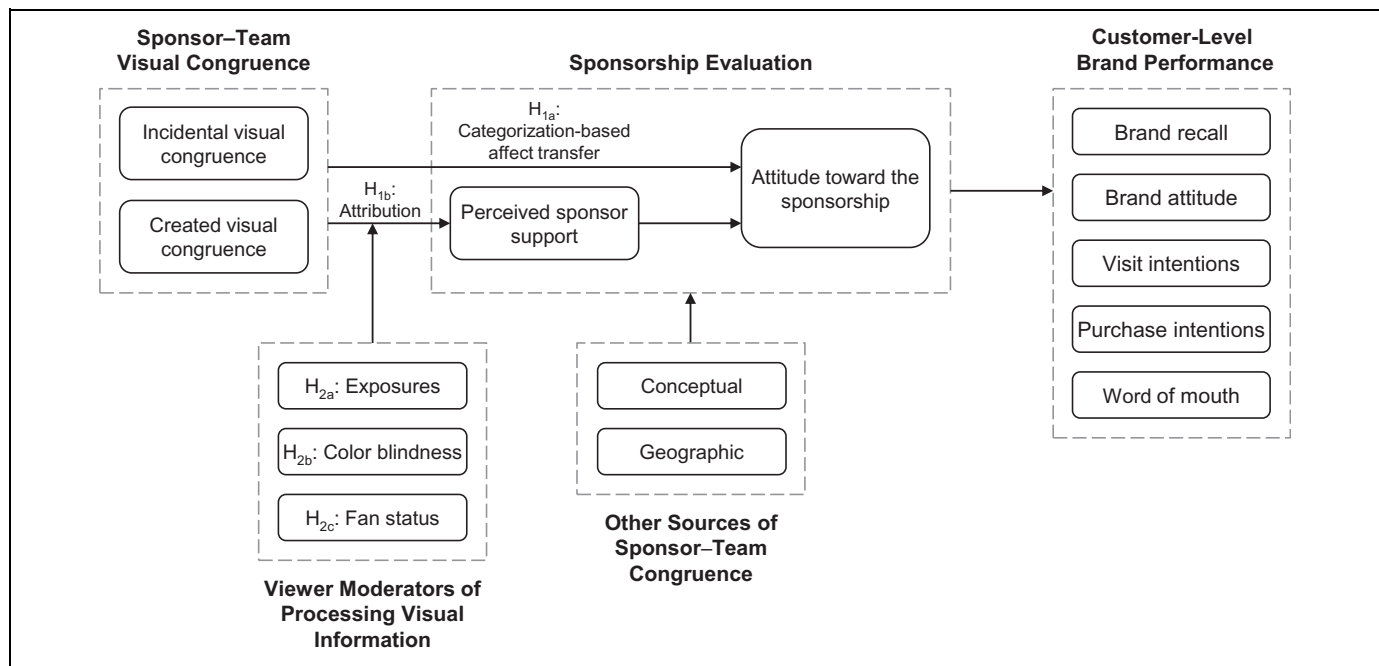 Sponsor–Team
Visual Congruence
Incidental visual
congruence
Created visual
congruence
H1a:
Categorization-based
affect transfer
H1b:
Attribution
Sponsorship Evaluation
Perceived sponsor
support
Attitude toward the
sponsorship
Customer-Level
Brand Performance
Brand recall
Brand attitude
Visit intentions
Purchase intentions
Word of mouth
H2a: Exposures
H2b: Color blindness
H2c: Fan status
Viewer Moderators of
Processing Visual
Information
Conceptual
Geographic
Other Sources of
Sponsor–Team
Congruence